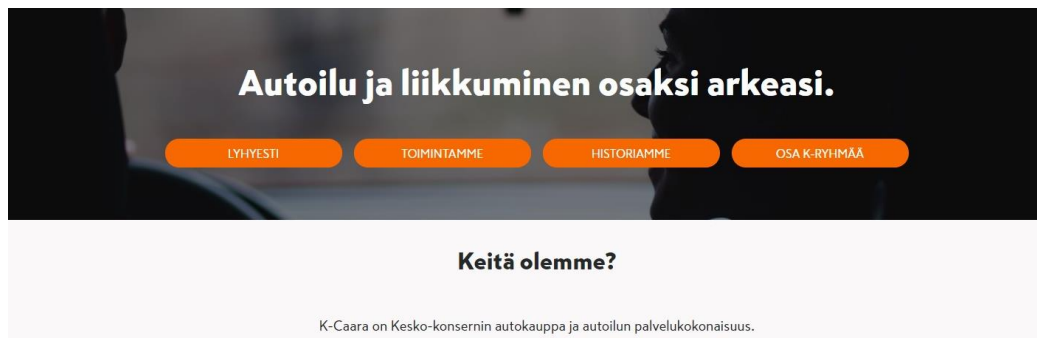 Autoilu ja liikkuminen osaksi arkeasi.
LYHYESTI
TOIMINTAMME
HISTORIAMME
OSA K-RYHMÄÄ
Keitä olemme?
K-Caara on Kesko-konsernin autokauppa ja autoilun palvelukokonaisuus.